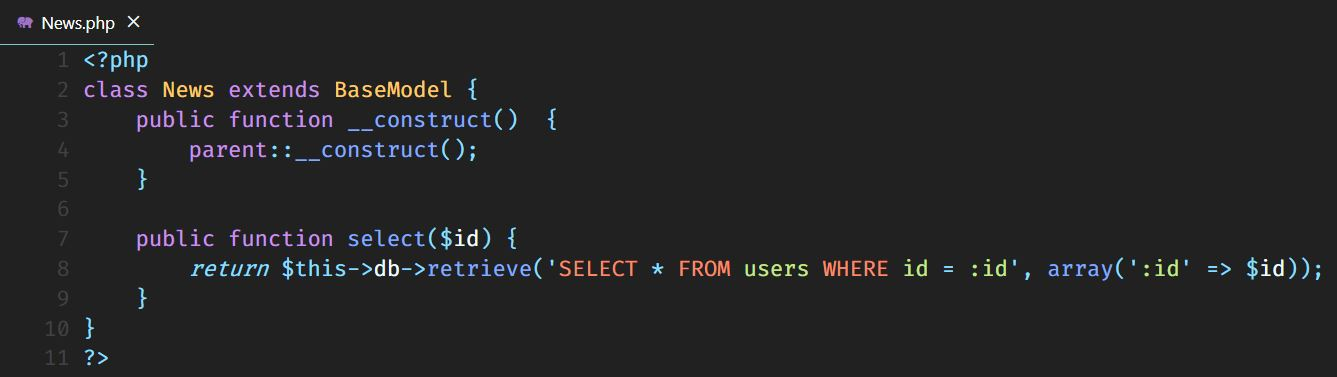 News.php ×
1 <?php
2 class News extends BaseModel {
3     public function __construct()  {
4         parent::__construct();
5     }
6
7     public function select($id) {
8         return $this->db->retrieve('SELECT * FROM users WHERE id = :id', array(':id' => $id));
9     }
10 }
11 ?>